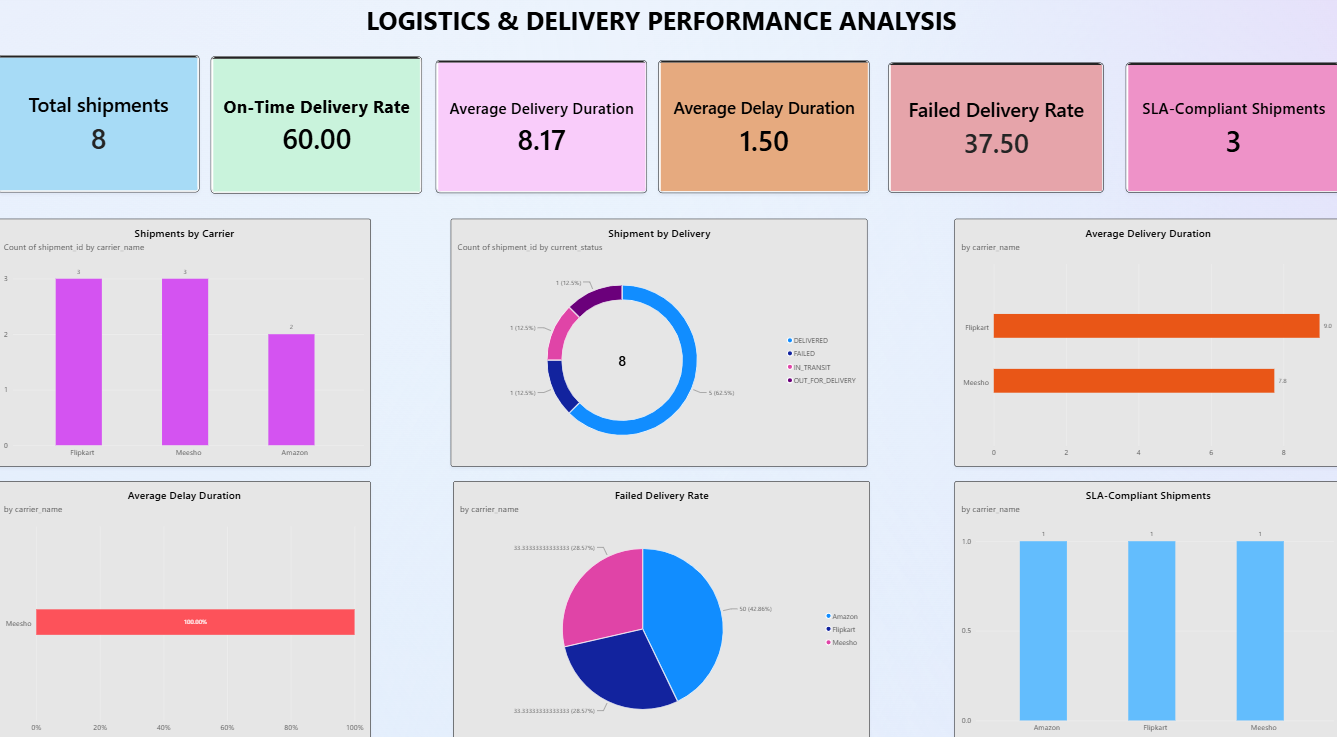 LOGISTICS & DELIVERY PERFORMANCE ANALYSIS
Total shipments
8
On-Time Delivery Rate
60.00
Average Delivery Duration
8.17
Average Delay Duration
1.50
Failed Delivery Rate
37.50
SLA-Compliant Shipments
3
Shipments by Carrier
Count of shipment_id by carrier_name
3
2
1
0
3
3
2
Flipkart
Meesho
Amazon
Shipment by Delivery
Count of shipment_id by current_status
1 (12.5%)
1 (12.5%)
1 (12.5%)
5 (62.5%)
8
DELIVERED
FAILED
IN_TRANSIT
OUT_FOR_DELIVERY
Average Delivery Duration
by carrier_name
Flipkart
9.0
Meesho
7.8
0 2 4 6 8
Average Delay Duration
by carrier_name
Meesho
100.00%
0% 20% 40% 60% 80% 100%
Failed Delivery Rate
by carrier_name
33.33333333333333 (28.57%)
50 (42.86%)
33.33333333333333 (28.57%)
Amazon
Flipkart
Meesho
SLA-Compliant Shipments
by carrier_name
1.0
0.5
0.0
1
1
1
Amazon
Flipkart
Meesho